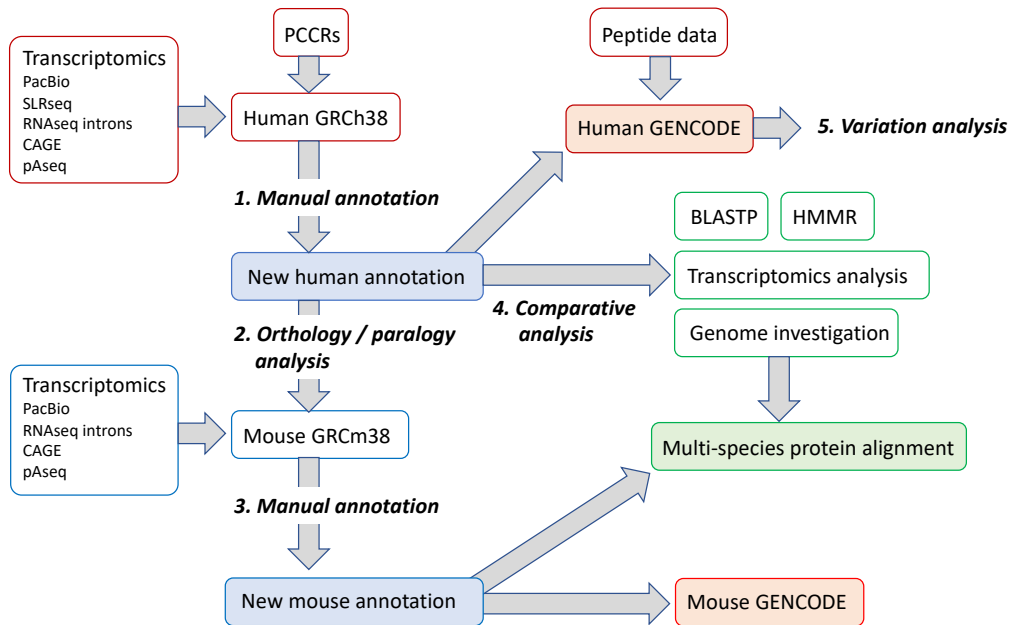 PCCRs
Peptide data
Transcriptomics
PacBio
SLRseq
RNAseq introns
CAGE
pAseq
Human GRCh38
Human GENCODE
5. Variation analysis
1. Manual annotation
BLASTP
HMMR
New human annotation
Transcriptomics analysis
4. Comparative
analysis
2. Orthology / paralogy
analysis
Genome investigation
Transcriptomics
PacBio
RNAseq introns
CAGE
pAseq
Mouse GRCm38
Multi-species protein alignment
3. Manual annotation
New mouse annotation
Mouse GENCODE